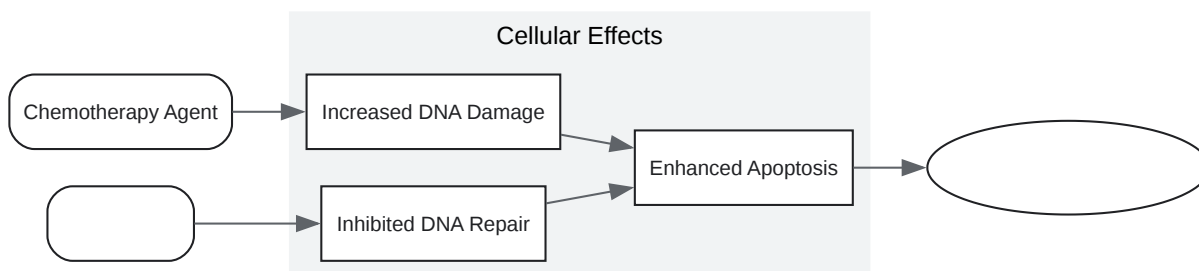 Cellular Effects
Chemotherapy Agent
Increased DNA Damage
Enhanced Apoptosis
Inhibited DNA Repair